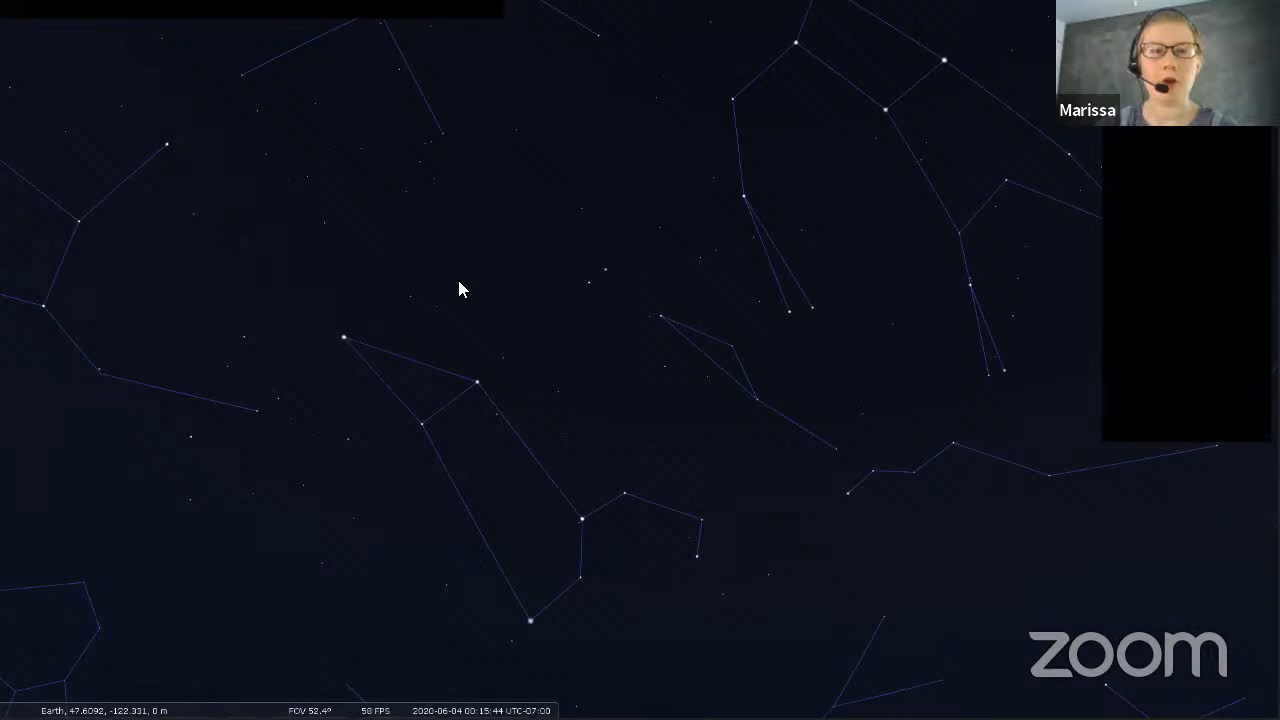 Marissa
zoom
Earth, 47.6092, -122.331, 0 m FOV 52.4° 58 FPS 2020-06-04 00:15:44 UTC-07:00